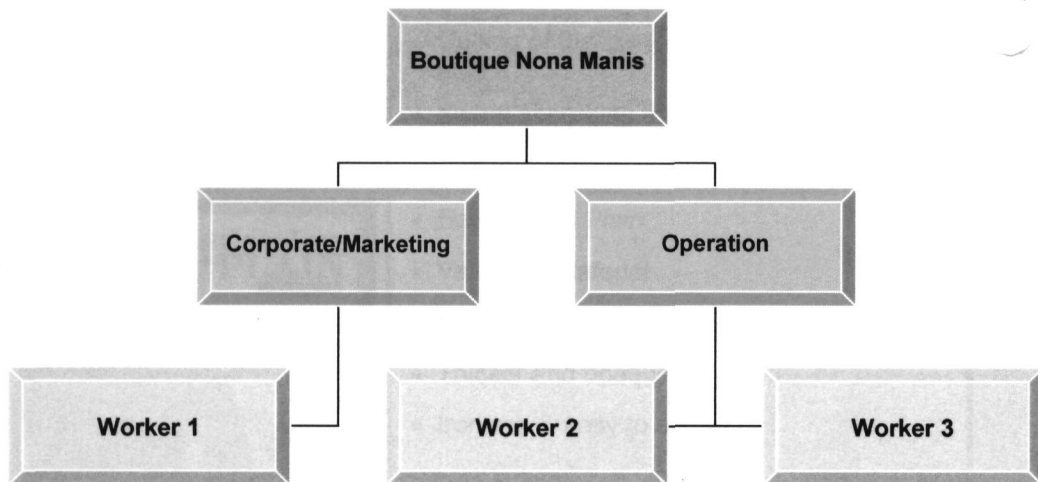 Boutique Nona Manis
Corporate/Marketing
Operation
Worker 1
Worker 2
Worker 3